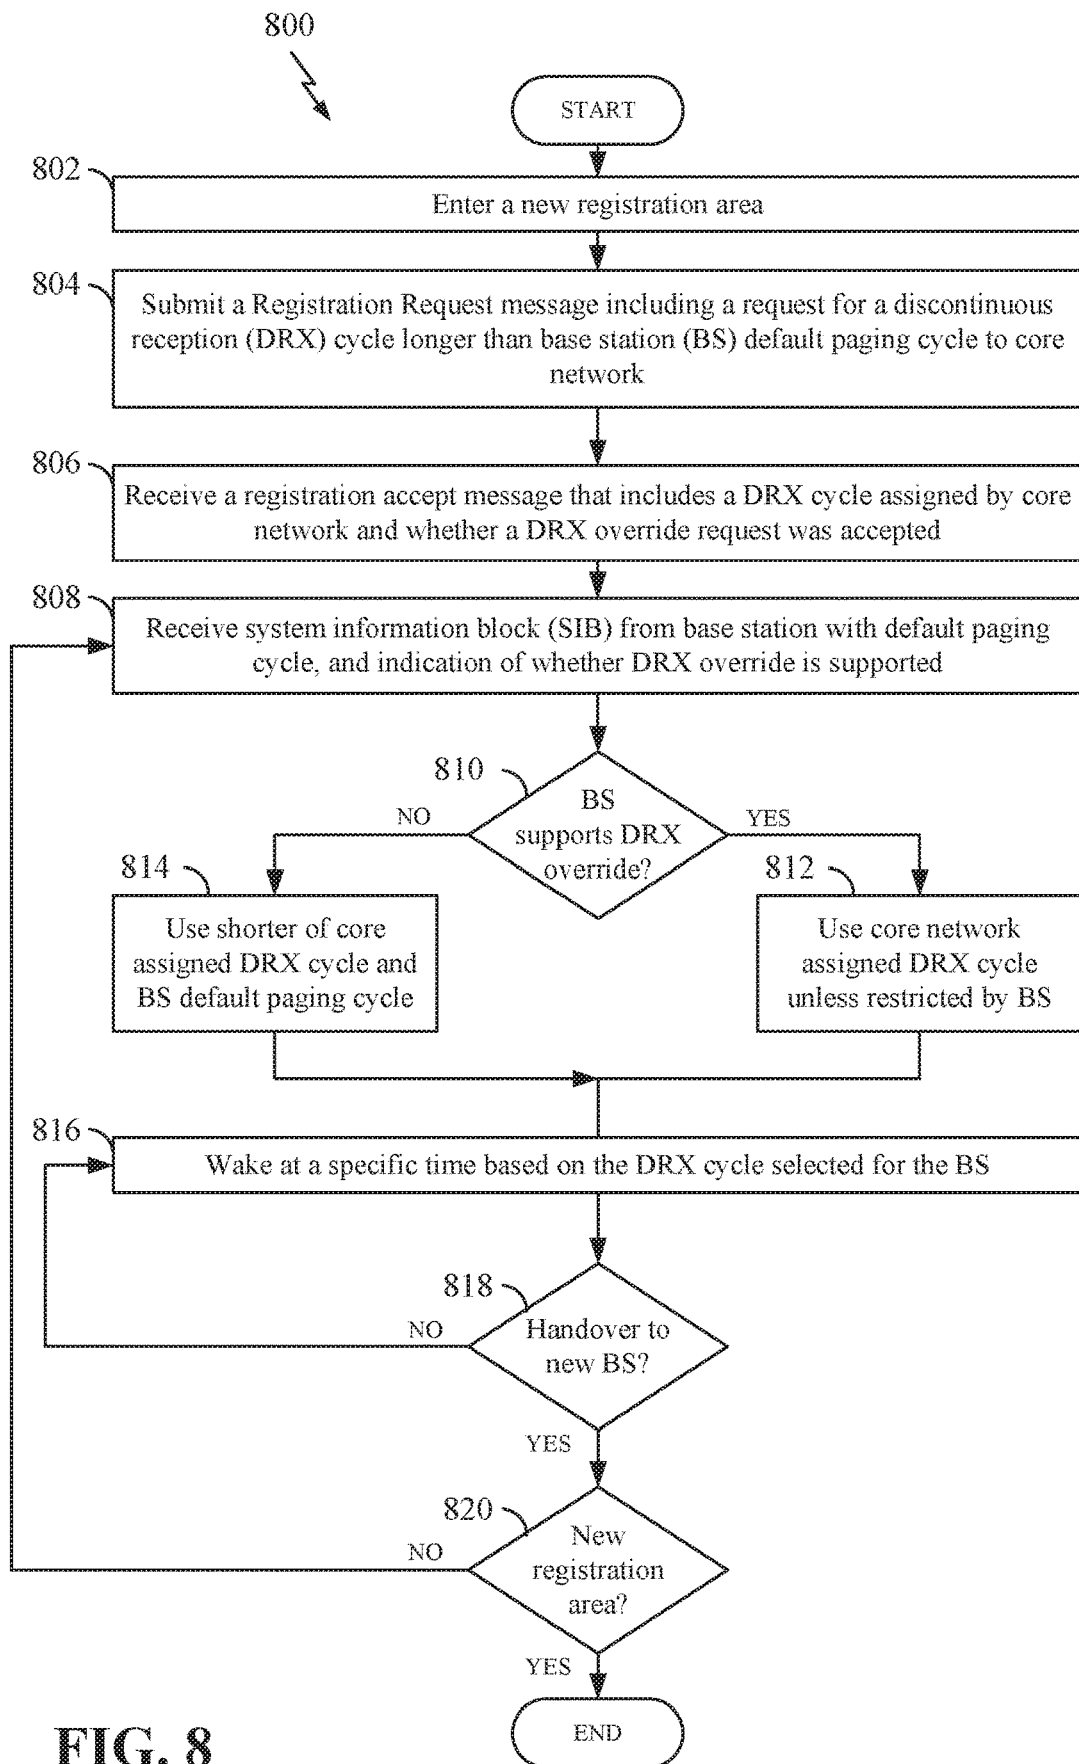 800
START
802
Enter a new registration area
804
Submit a Registration Request message including a request for a discontinuous
reception (DRX) cycle longer than base station (BS) default paging cycle to core
network
806
Receive a registration accept message that includes a DRX cycle assigned by core
network and whether a DRX override request was accepted
808
Receive system information block (SIB) from base station with default paging
cycle, and indication of whether DRX override is supported
810
BS
supports DRX
override?
NO
YES
814
Use shorter of core
assigned DRX cycle and
BS default paging cycle
812
Use core network
assigned DRX cycle
unless restricted by BS
816
Wake at a specific time based on the DRX cycle selected for the BS
818
Handover to
new BS?
NO
YES
820
New
registration
area?
NO
YES
END
FIG. 8